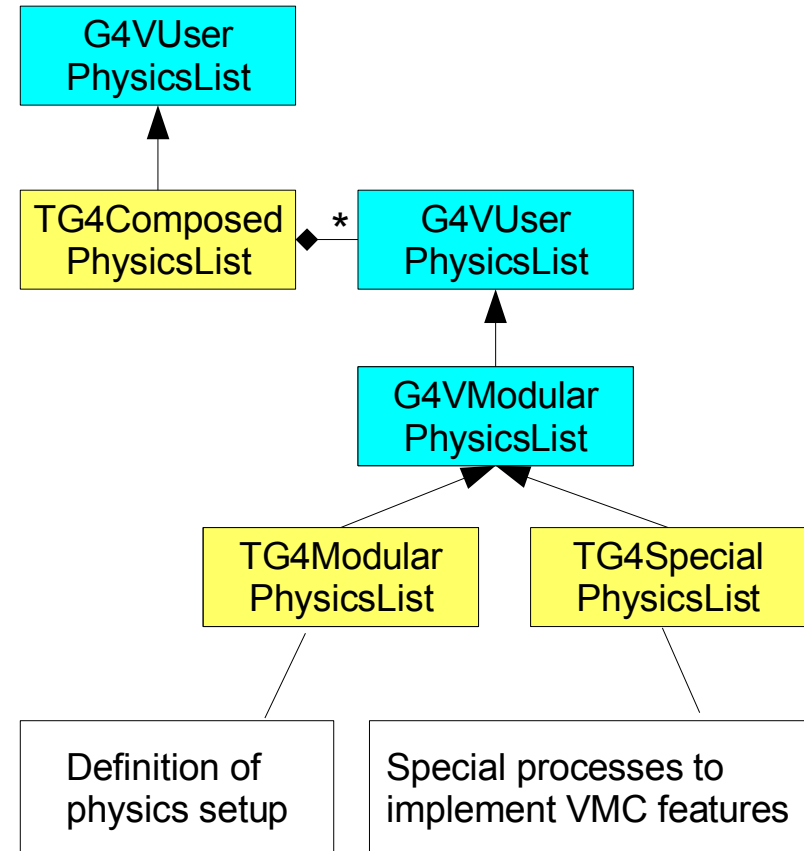 G4VUser
PhysicsList
TG4Composed
PhysicsList
*
G4VUser
PhysicsList
G4VModular
PhysicsList
TG4Modular
PhysicsList
TG4Special
PhysicsList
Definition of
physics setup
Special processes to
implement VMC features